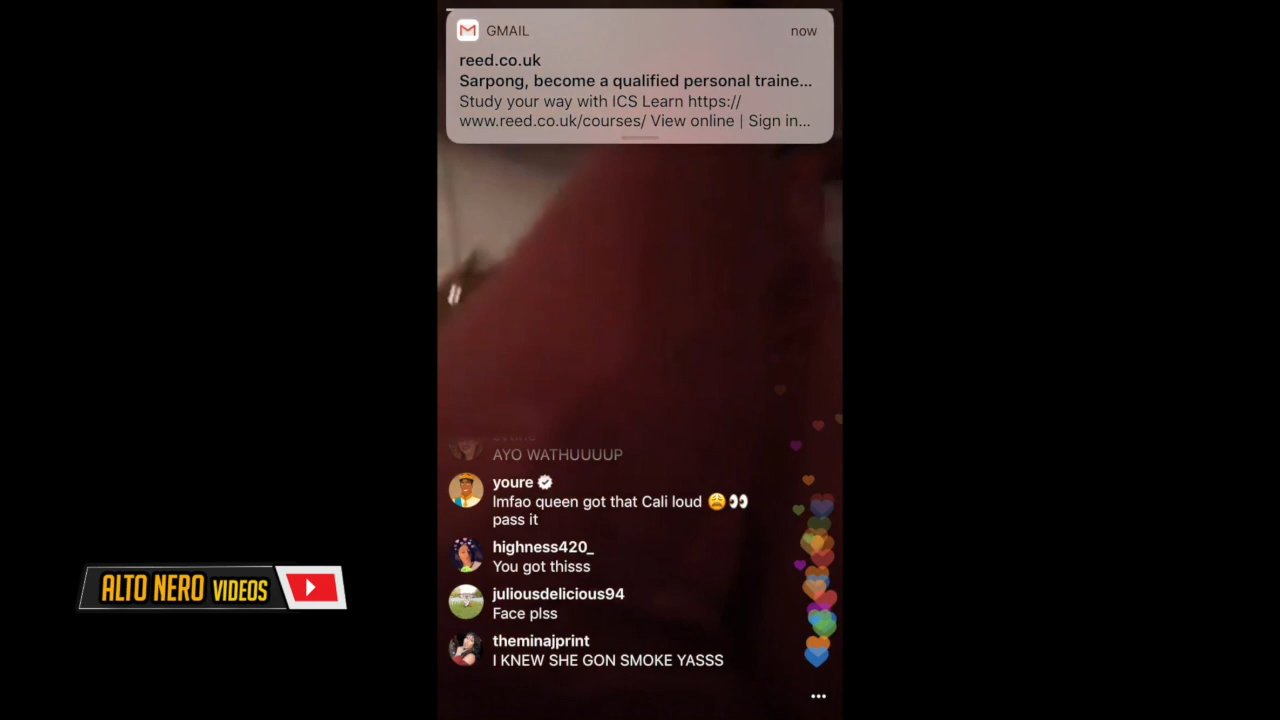 GMAIL now
reed.co.uk
Sarpong, become a qualified personal traine...
Study your way with ICS Learn https://
www.reed.co.uk/courses/ View online | Sign in...
AYO WATHUUUUP
youre
lmfao queen got that Cali loud 😩👀
pass it
highness420_
You got thisss
ALTO NERO VIDEOS
juliousdelicious94
Face plss
theminajprint
I KNEW SHE GON SMOKE YASSS